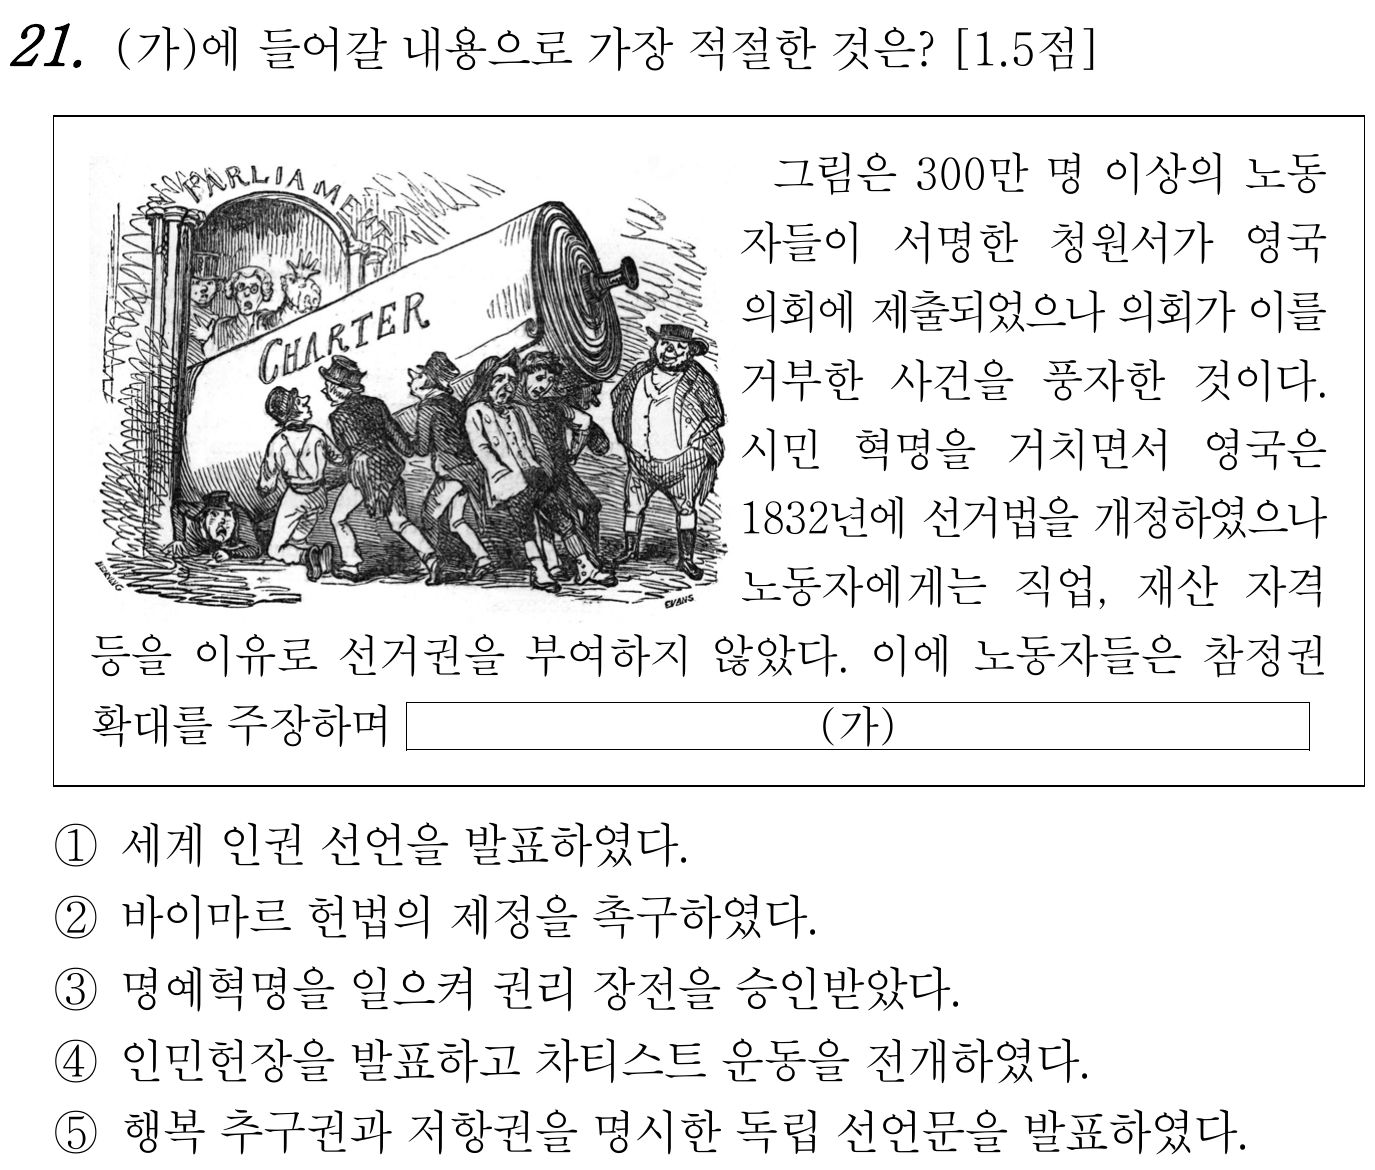 21. (가)에 들어갈 내용으로 가장 적절한 것은? [1.5점]
PARLIAMENT
CHARTER
EVANS
그림은 300만 명 이상의 노동
자들이 서명한 청원서가 영국
의회에 제출되었으나 의회가 이를
거부한 사건을 풍자한 것이다.
시민 혁명을 거치면서 영국은
1832년에 선거법을 개정하였으나
노동자에게는 직업, 재산 자격
등을 이유로 선거권을 부여하지 않았다. 이에 노동자들은 참정권
확대를 주장하며 (가)
① 세계 인권 선언을 발표하였다.
② 바이마르 헌법의 제정을 촉구하였다.
③ 명예혁명을 일으켜 권리 장전을 승인받았다.
④ 인민헌장을 발표하고 차티스트 운동을 전개하였다.
⑤ 행복 추구권과 저항권을 명시한 독립 선언문을 발표하였다.